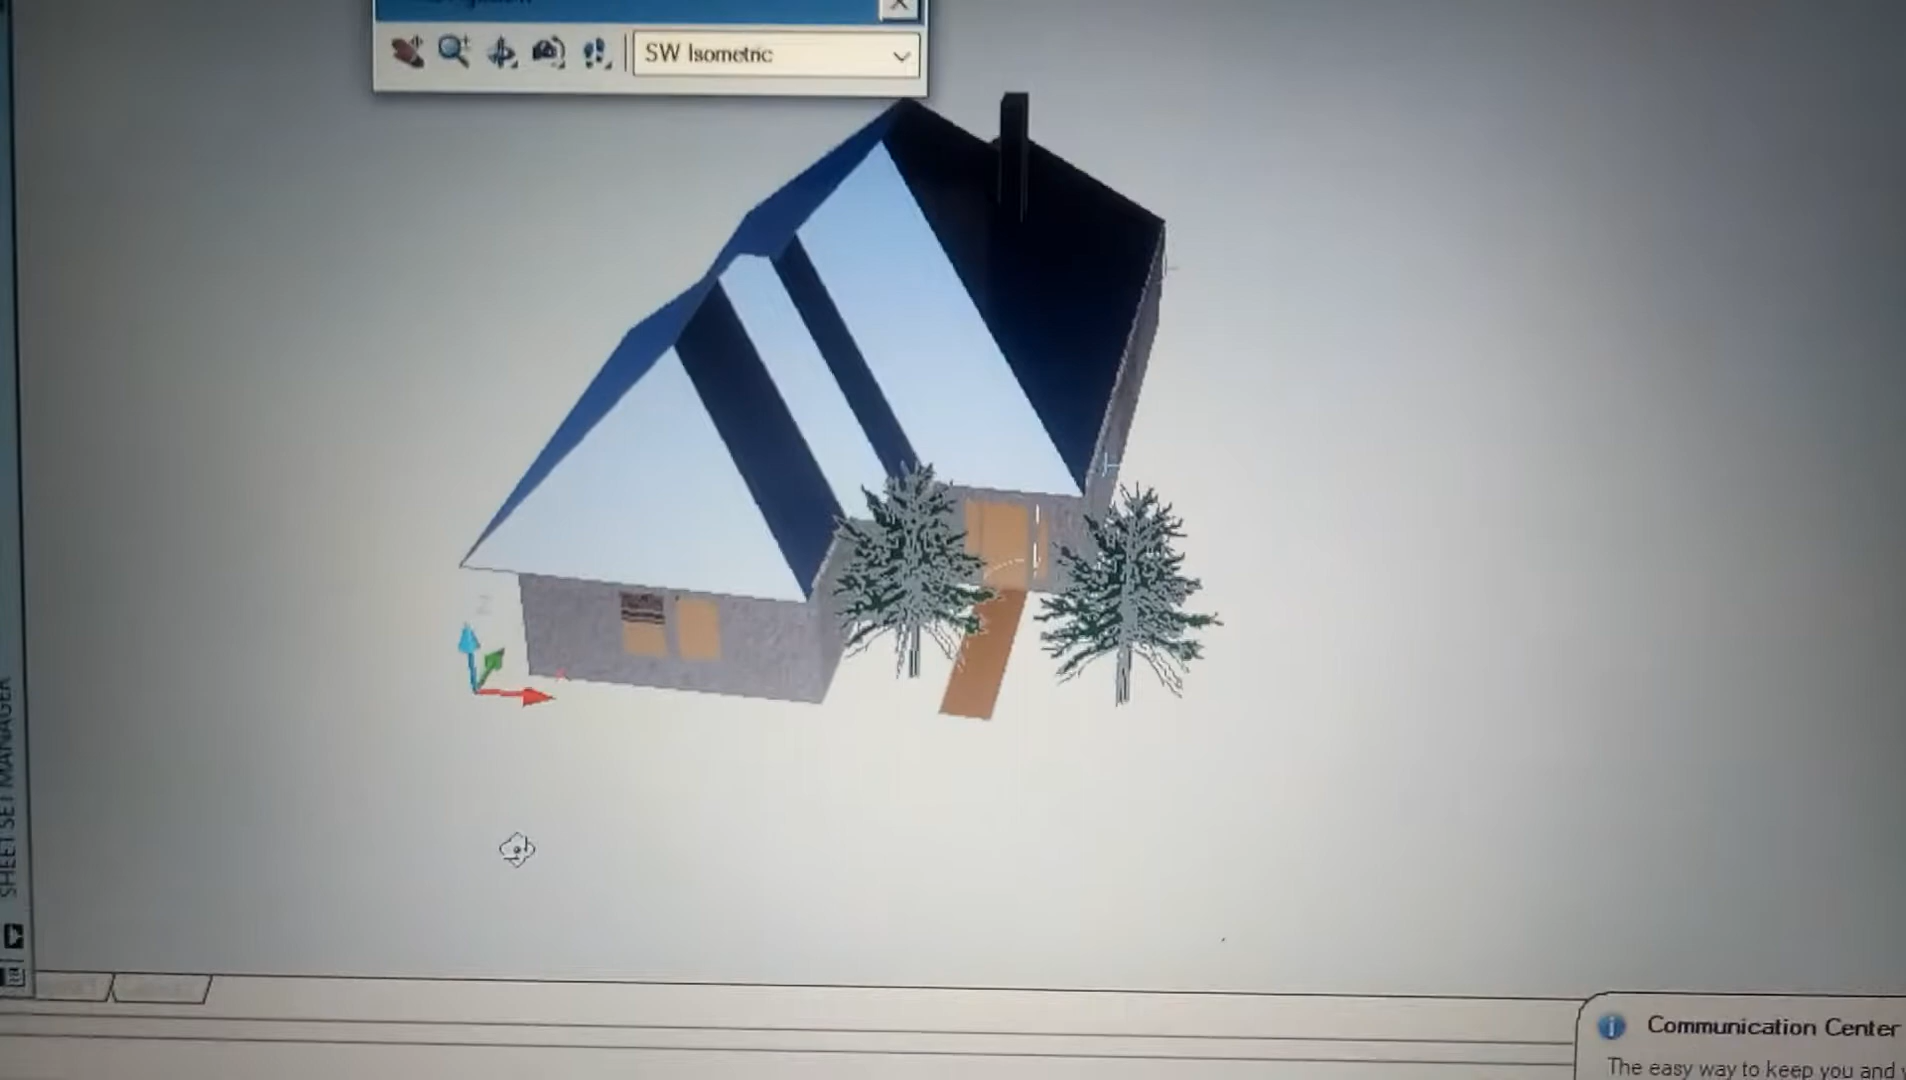 SW Isometric
SHEET SET MANAGER
Communication Center
The easy way to keep you and